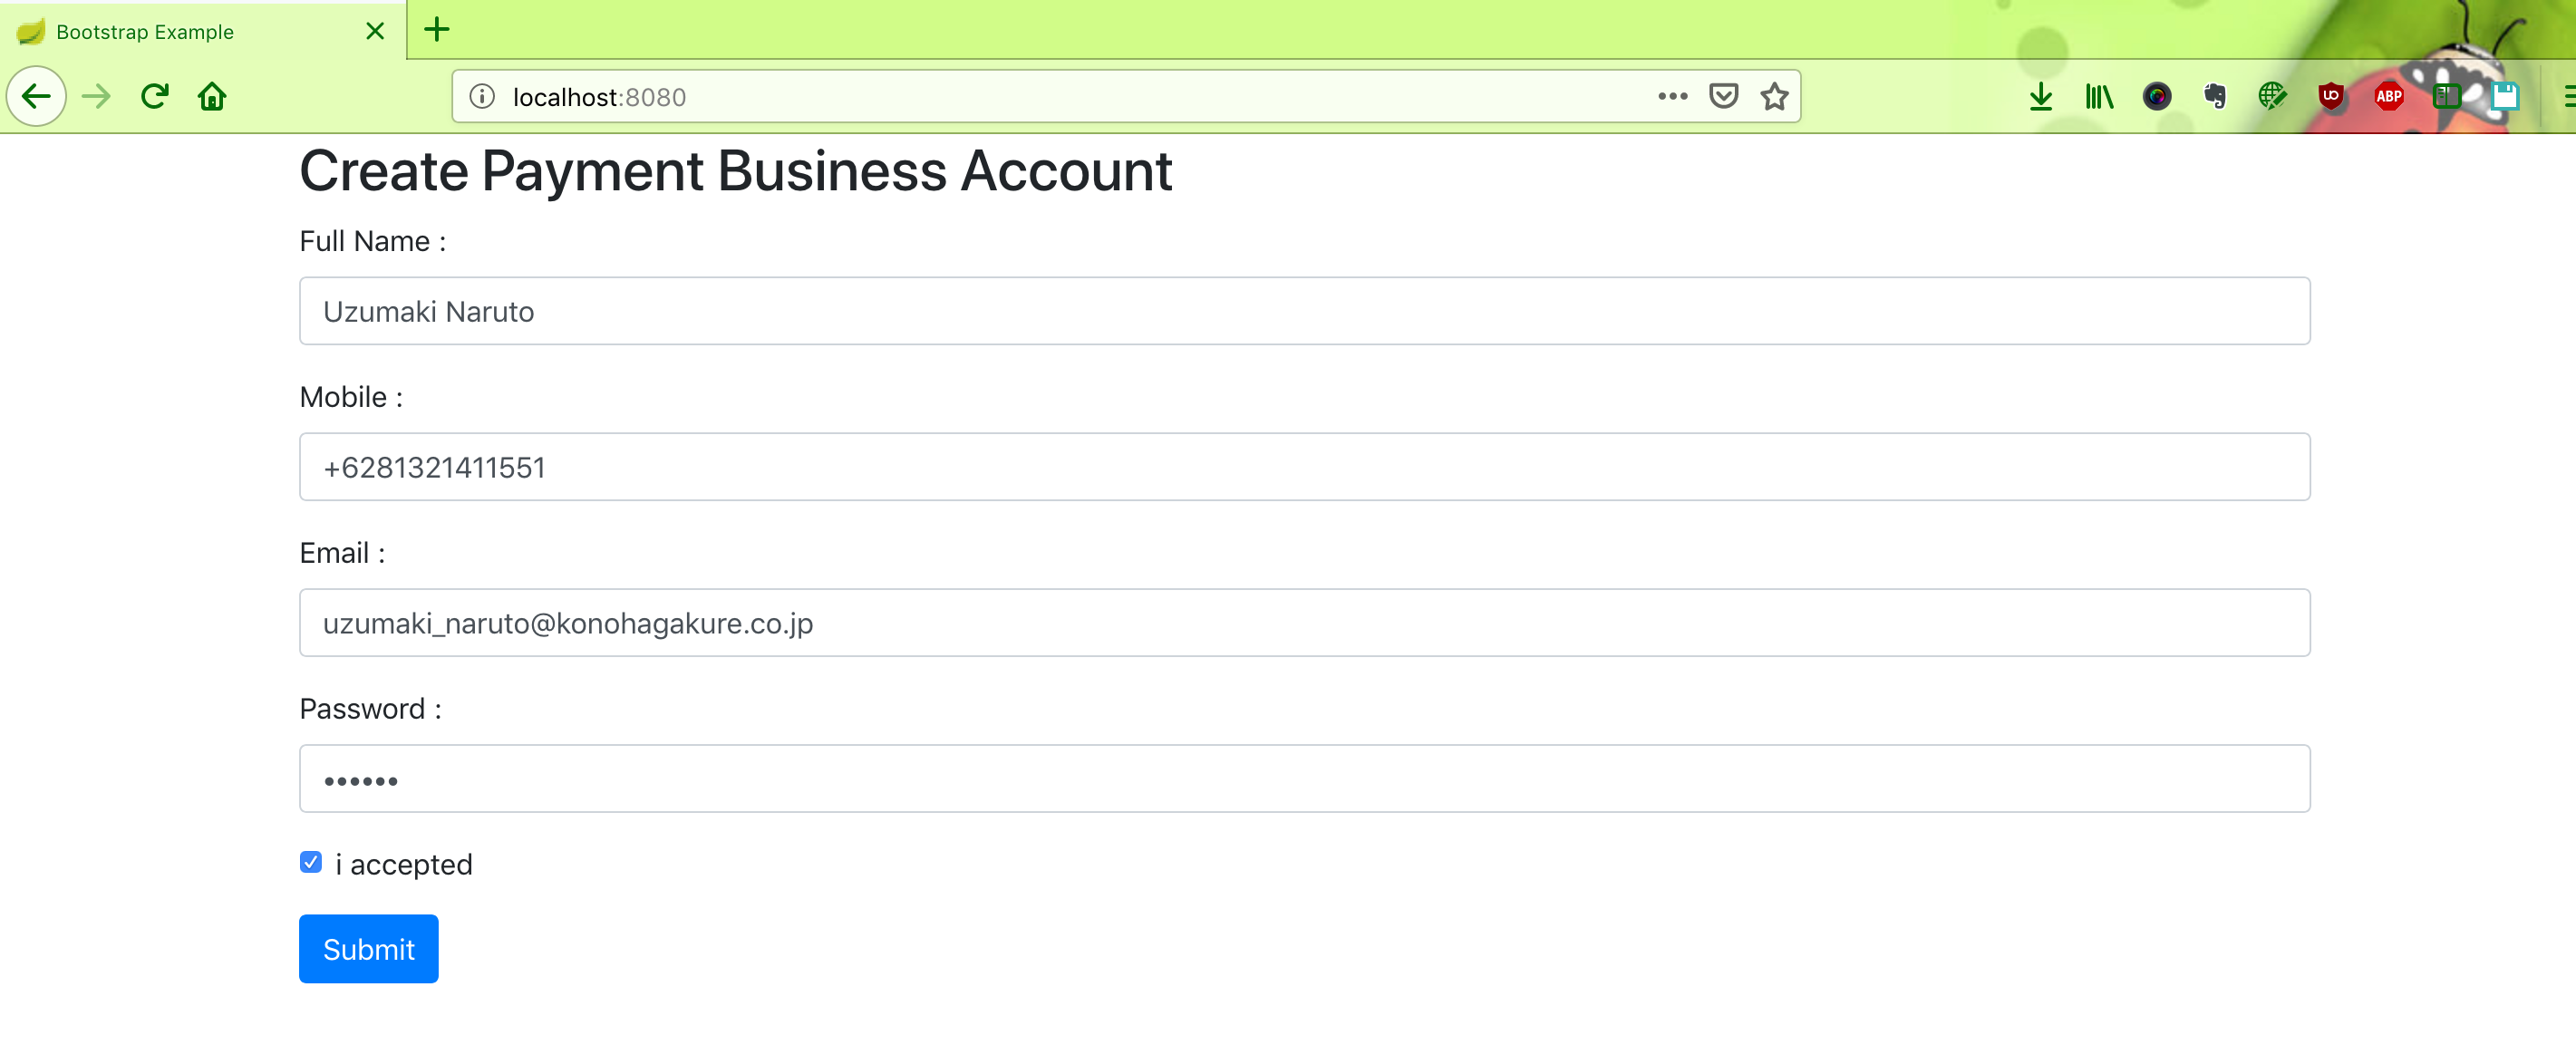 Bootstrap Example
localhost:8080
UO
ABP
Create Payment Business Account
Full Name :
Uzumaki Naruto
Mobile :
+6281321411551
Email :
uzumaki_naruto@konohagakure.co.jp
Password :
••••••
i accepted
Submit